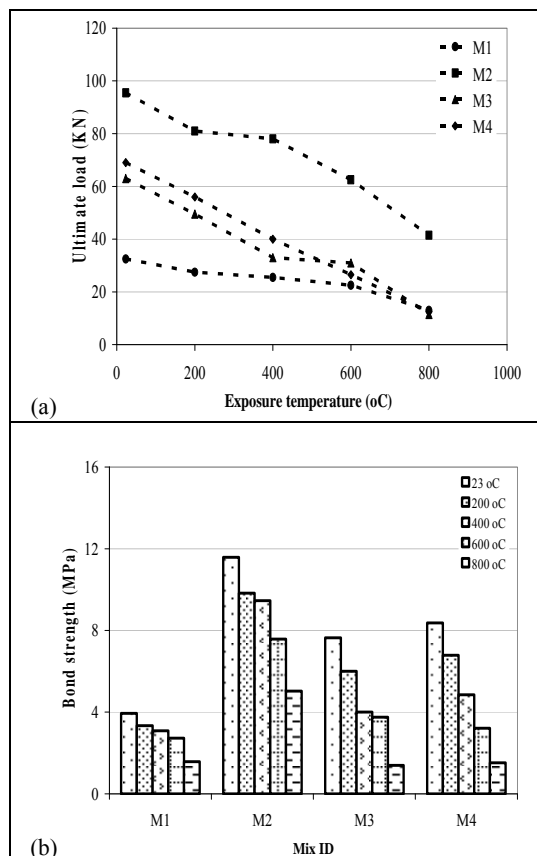 120
100
80
60
40
20
0
Ultimate load (KN)
M1
M2
M3
M4
0 200 400 600 800 1000
Exposure temperature (oC)
(a)
16
12
8
4
0
Bond strength (MPa)
23 oC
200 oC
400 oC
600 oC
800 oC
M1 M2 M3 M4
Mix ID
(b)